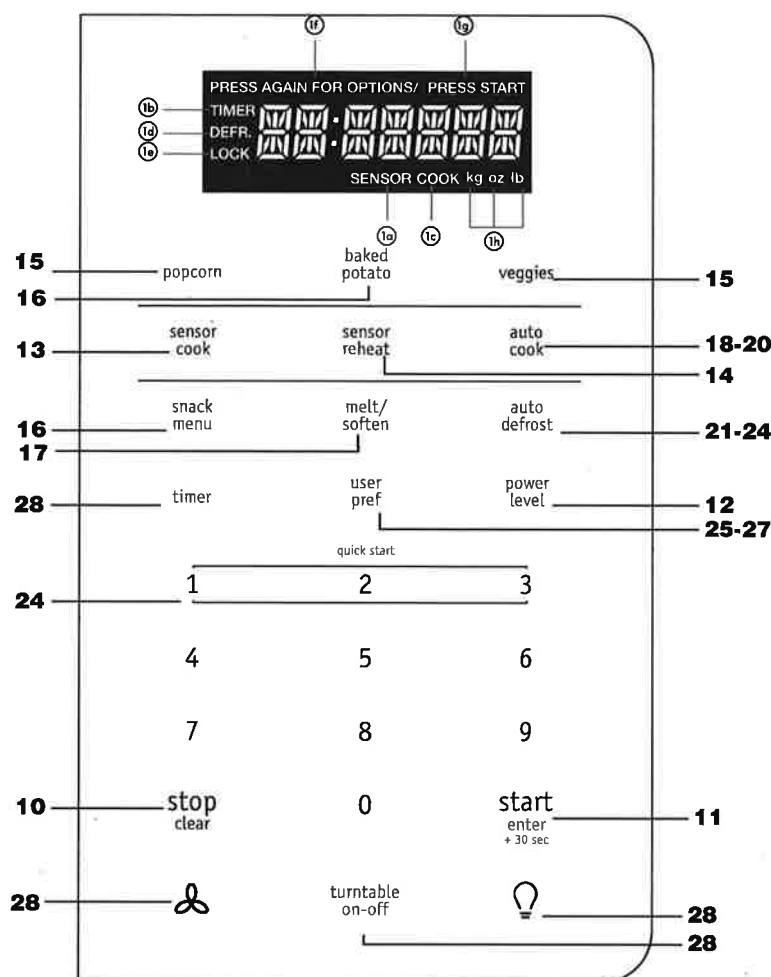 1f 1g
PRESS AGAIN FOR OPTIONS/ PRESS START
1b TIMER
1d DEFR.
1e LOCK
SENSOR COOK kg oz lb
1a 1c 1h
15 popcorn
baked
potato
veggies 15
16
sensor
cook
13
sensor
reheat
auto
cook
18-20
14
snack
menu
16
melt/
soften
auto
defrost
21-24
17
28 timer
user
pref
power
level
12
25-27
quick start
1 2 3
24
4 5 6
7 8 9
10 stop
clear
0
start
enter
+ 30 sec
11
28
turntable
on-off
28
28